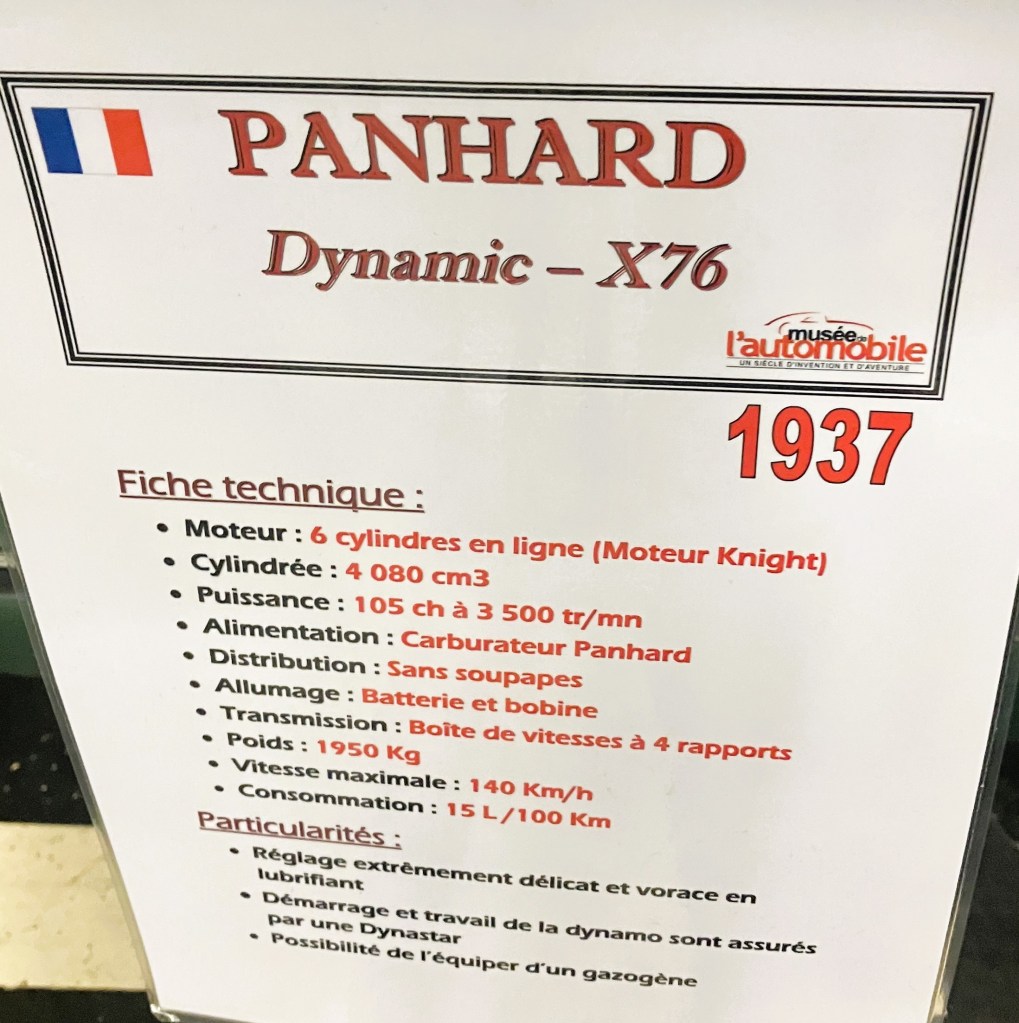 PANHARD
Dynamic – X76
musée de
l'automobile
UN SIÈCLE D'INVENTION ET D'AVENTURE
1937
Fiche technique :
• Moteur : 6 cylindres en ligne (Moteur Knight)
• Cylindrée : 4 080 cm3
• Puissance : 105 ch à 3 500 tr/mn
• Alimentation : Carburateur Panhard
• Distribution : Sans soupapes
• Allumage : Batterie et bobine
• Transmission : Boîte de vitesses à 4 rapports
• Poids : 1950 Kg
• Vitesse maximale : 140 Km/h
• Consommation : 15 L /100 Km
Particularités :
• Réglage extrêmement délicat et vorace en
lubrifiant
• Démarrage et travail de la dynamo sont assurés
par une Dynastar
• Possibilité de l'équiper d'un gazogène